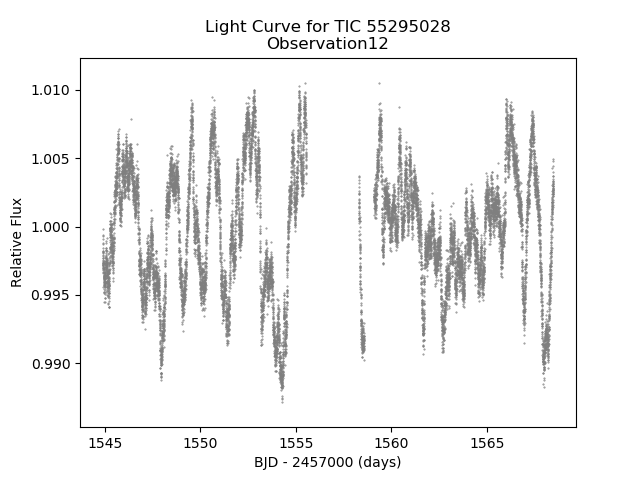 Light Curve for TIC 55295028
Observation12
1.010
1.005
1.000
0.995
0.990
Relative Flux
1545
1550
1555
1560
1565
BJD - 2457000 (days)